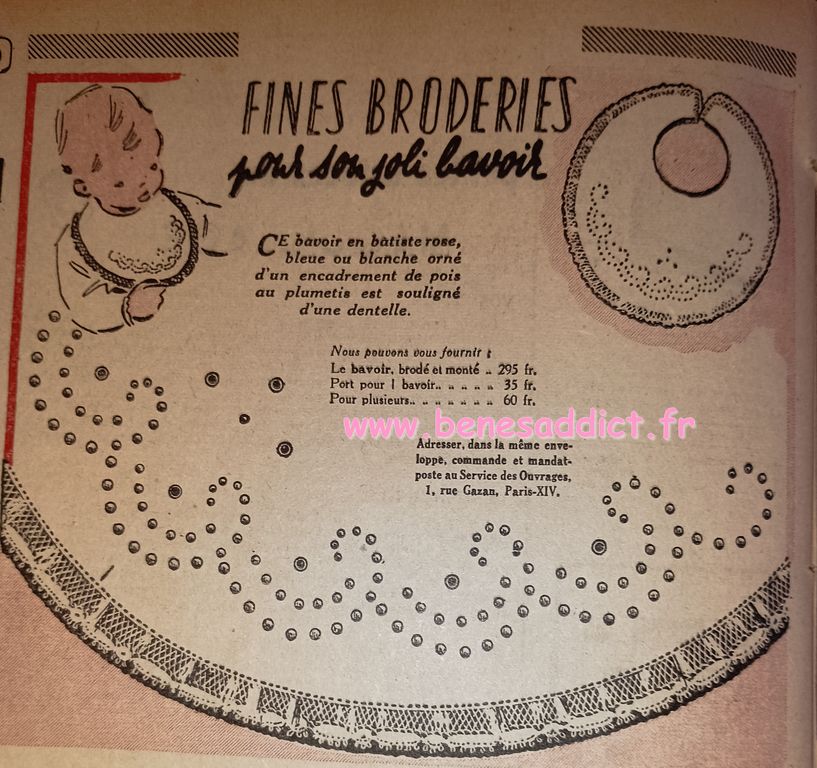 FINES BRODERIES
pour son joli bavoir
CE bavoir en batiste rose,
bleue ou blanche orné
d'un encadrement de pois
au plumetis est souligné
d'une dentelle.
Nous pouvons vous fournir :
Le bavoir, brodé et monté .. 295 fr.
Port pour 1 bavoir.. .. .. .. .. 35 fr.
Pour plusieurs.. .. .. .. .. .. 60 fr.
www.benesaddict.fr
Adresser, dans la même enve-
loppe, commande et mandat-
poste au Service des Ouvrages,
1, rue Gazan, Paris-XIV.